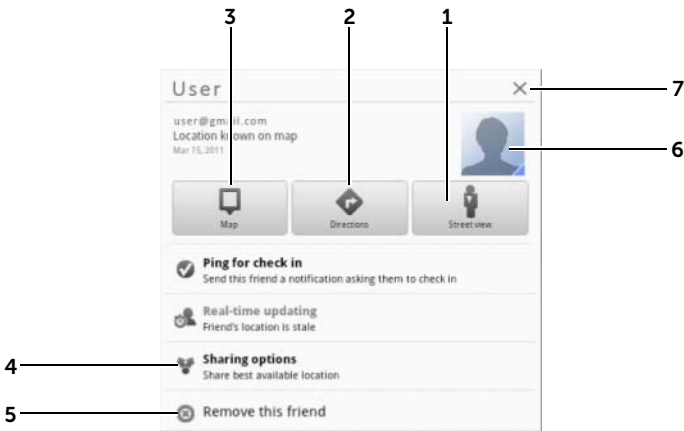 3 2 1
User
7
user@gmail.com
Location known on map
Mar 15, 2011
6
Map Directions Street view
Ping for check in
Send this friend a notification asking them to check in
Real-time updating
Friend's location is stale
4
Sharing options
Share best available location
5
Remove this friend